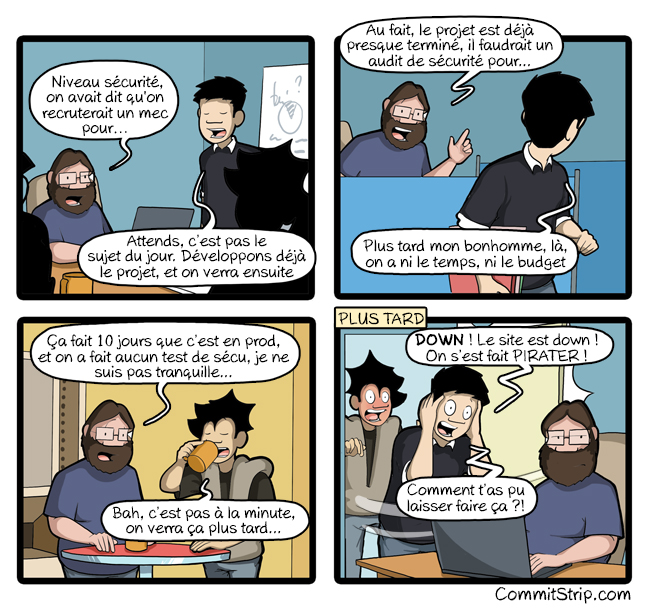 Niveau sécurité,
on avait dit qu'on
recruterait un mec
pour...
Attends, c'est pas le
sujet du jour. Développons déjà
le projet, et on verra ensuite
Au fait, le projet est déjà
presque terminé, il faudrait un
audit de sécurité pour...
Plus tard mon bonhomme, là,
on a ni le temps, ni le budget
Ça fait 10 jours que c'est en prod,
et on a fait aucun test de sécu, je ne
suis pas tranquille...
Bah, c'est pas à la minute,
on verra ça plus tard...
PLUS TARD
DOWN ! Le site est down !
On s'est fait PIRATER !
Comment t'as pu
laisser faire ça ?!
CommitStrip.com